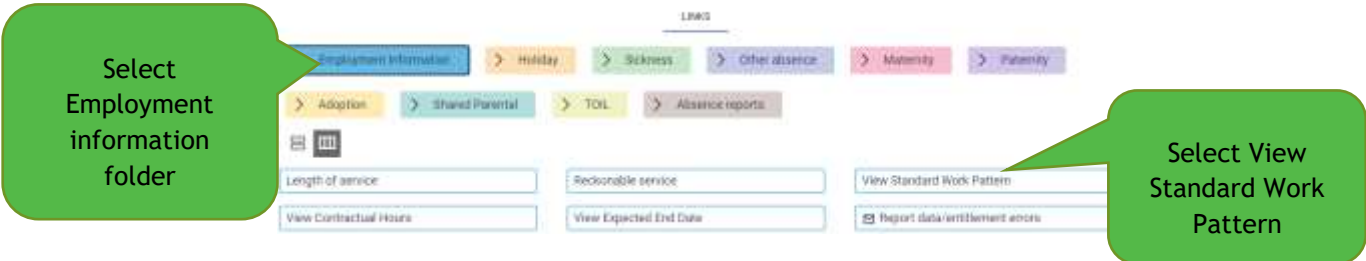 LINKS
Select
Employment
information
folder
Employment Information
Holiday
Sickness
Other absence
Maternity
Paternity
Adoption
Shared Parental
TOIL
Absence reports
Length of service
Reckonable service
View Standard Work Pattern
View Contractual Hours
View Expected End Date
Report data/entitlement errors
Select View
Standard Work
Pattern